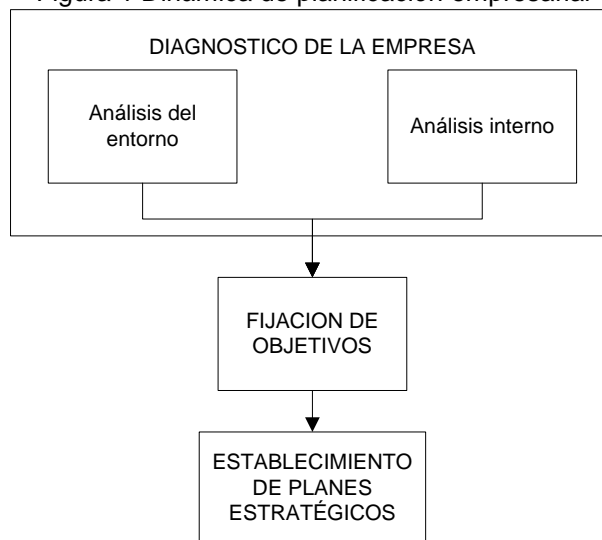 Figura 1 Dinámica de planificación empresarial
DIAGNOSTICO DE LA EMPRESA
Análisis del
entorno
Análisis interno
FIJACION DE
OBJETIVOS
ESTABLECIMIENTO
DE PLANES
ESTRATÉGICOS